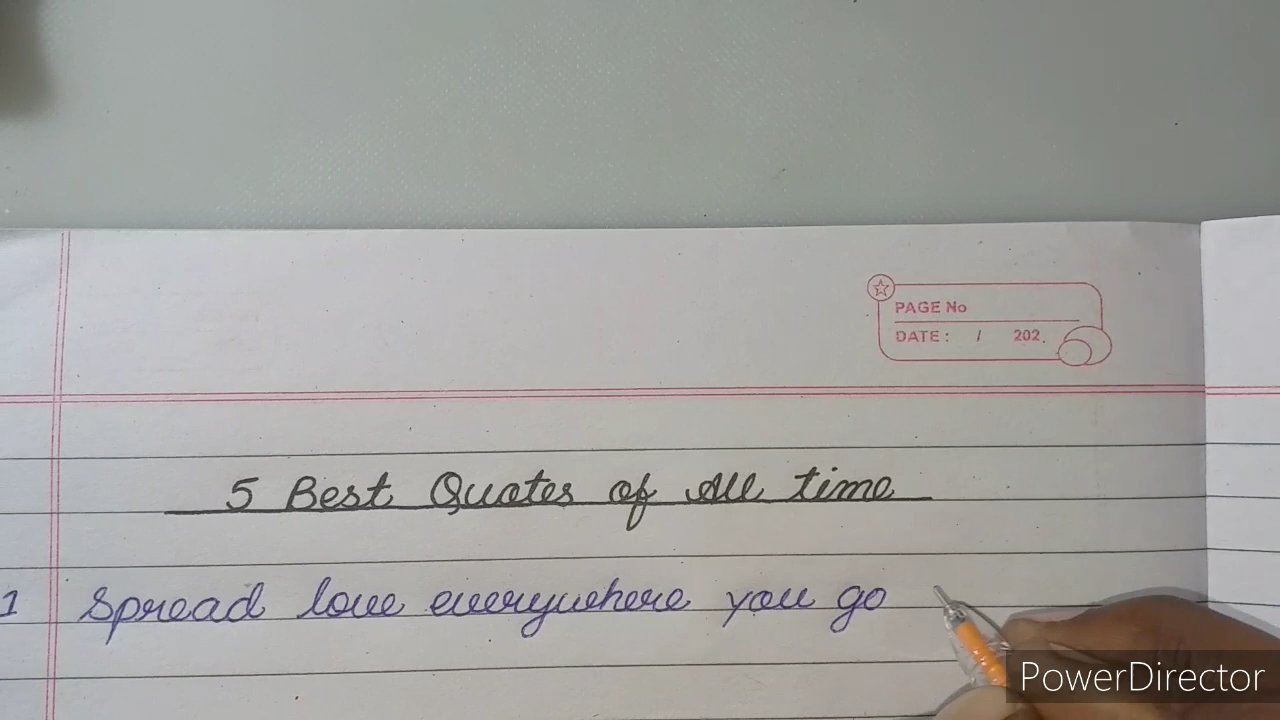 PAGE No
DATE : / 202.
5 Best Quotes of All time
1 Spread love everywhere you go
PowerDirector